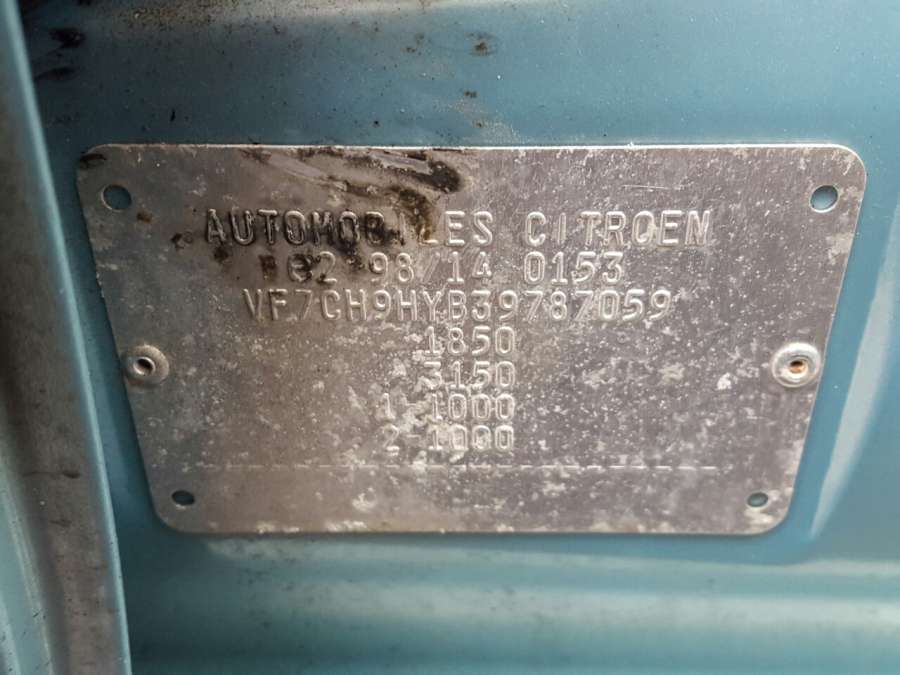 AUTOMOBILES CITROEN
e2*98/14*0153
VF7CH9HYB39787059
1850
3150
1-1000
2-1000